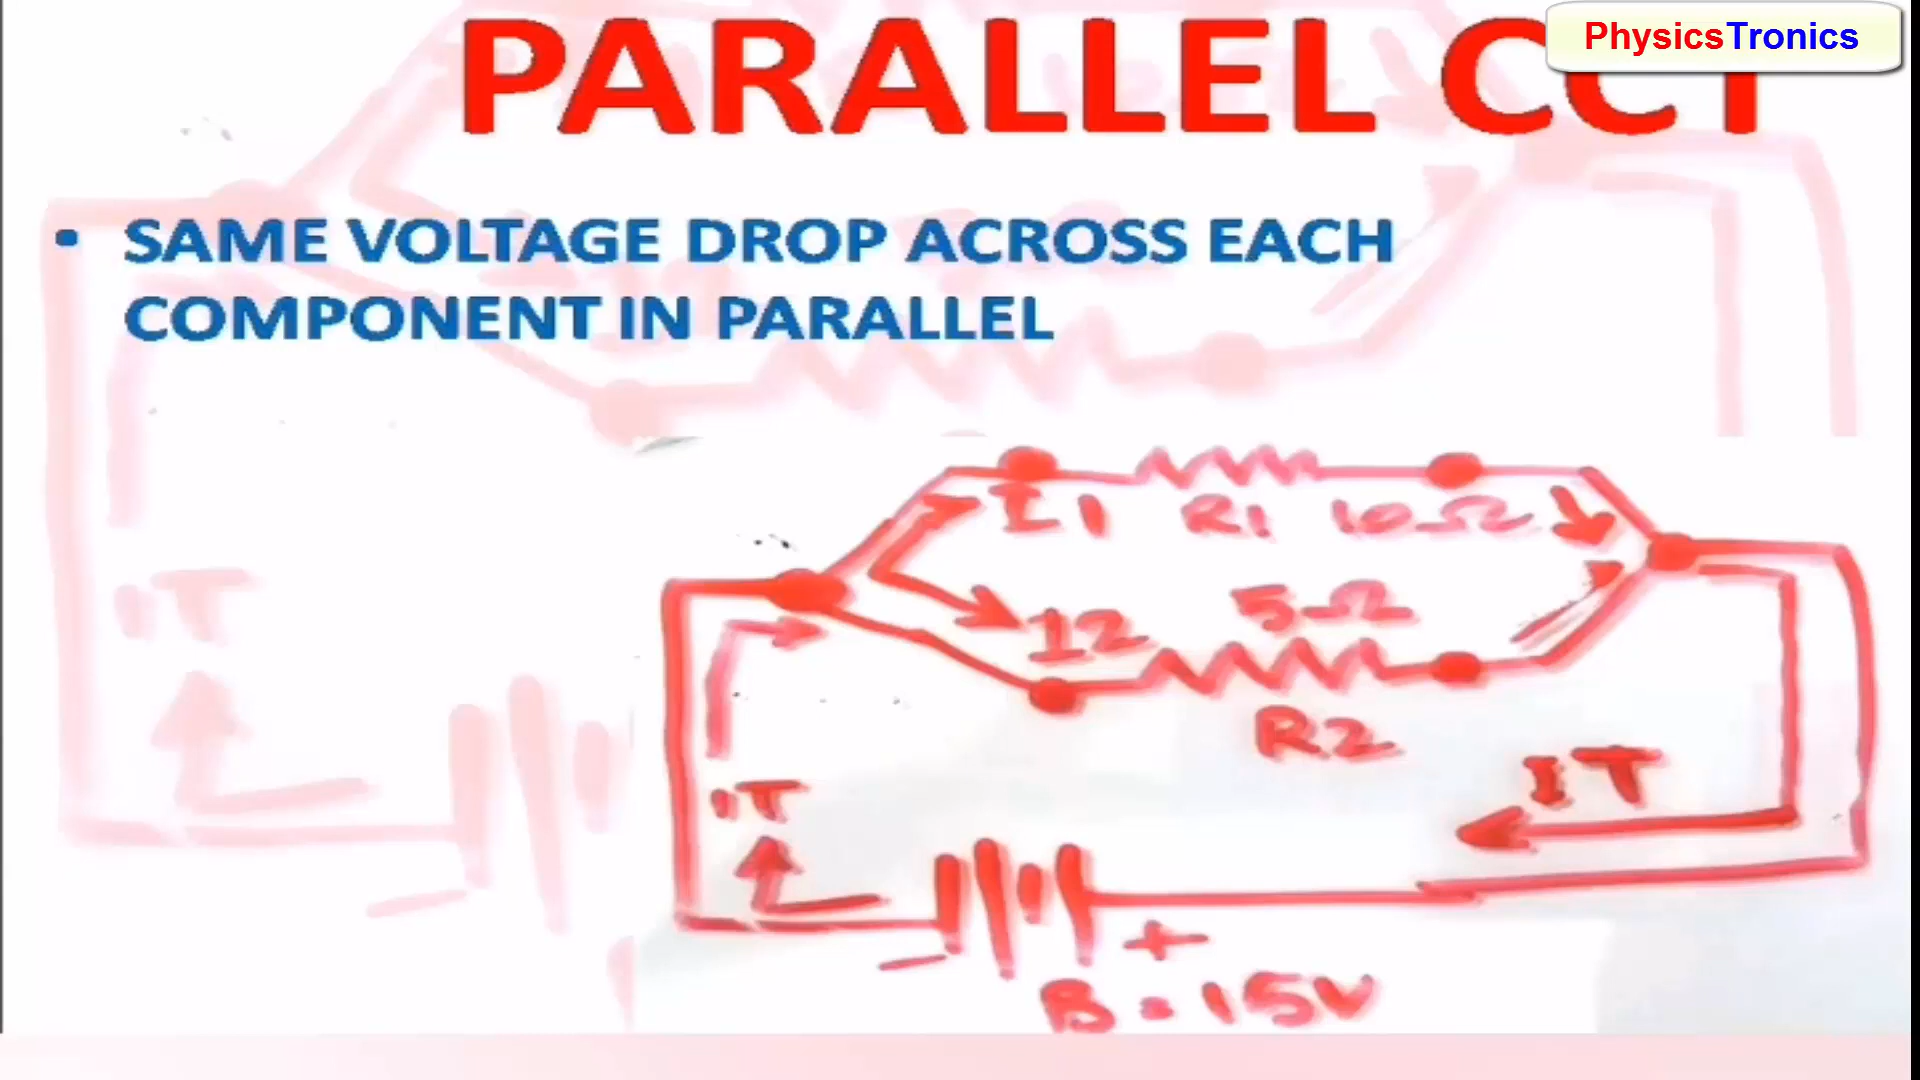 PhysicsTronics
PARALLEL CCT
• SAME VOLTAGE DROP ACROSS EACH
COMPONENT IN PARALLEL
I1
R1 10Ω
I2
5Ω
R2
IT
IT
- +
B = 15V
IT